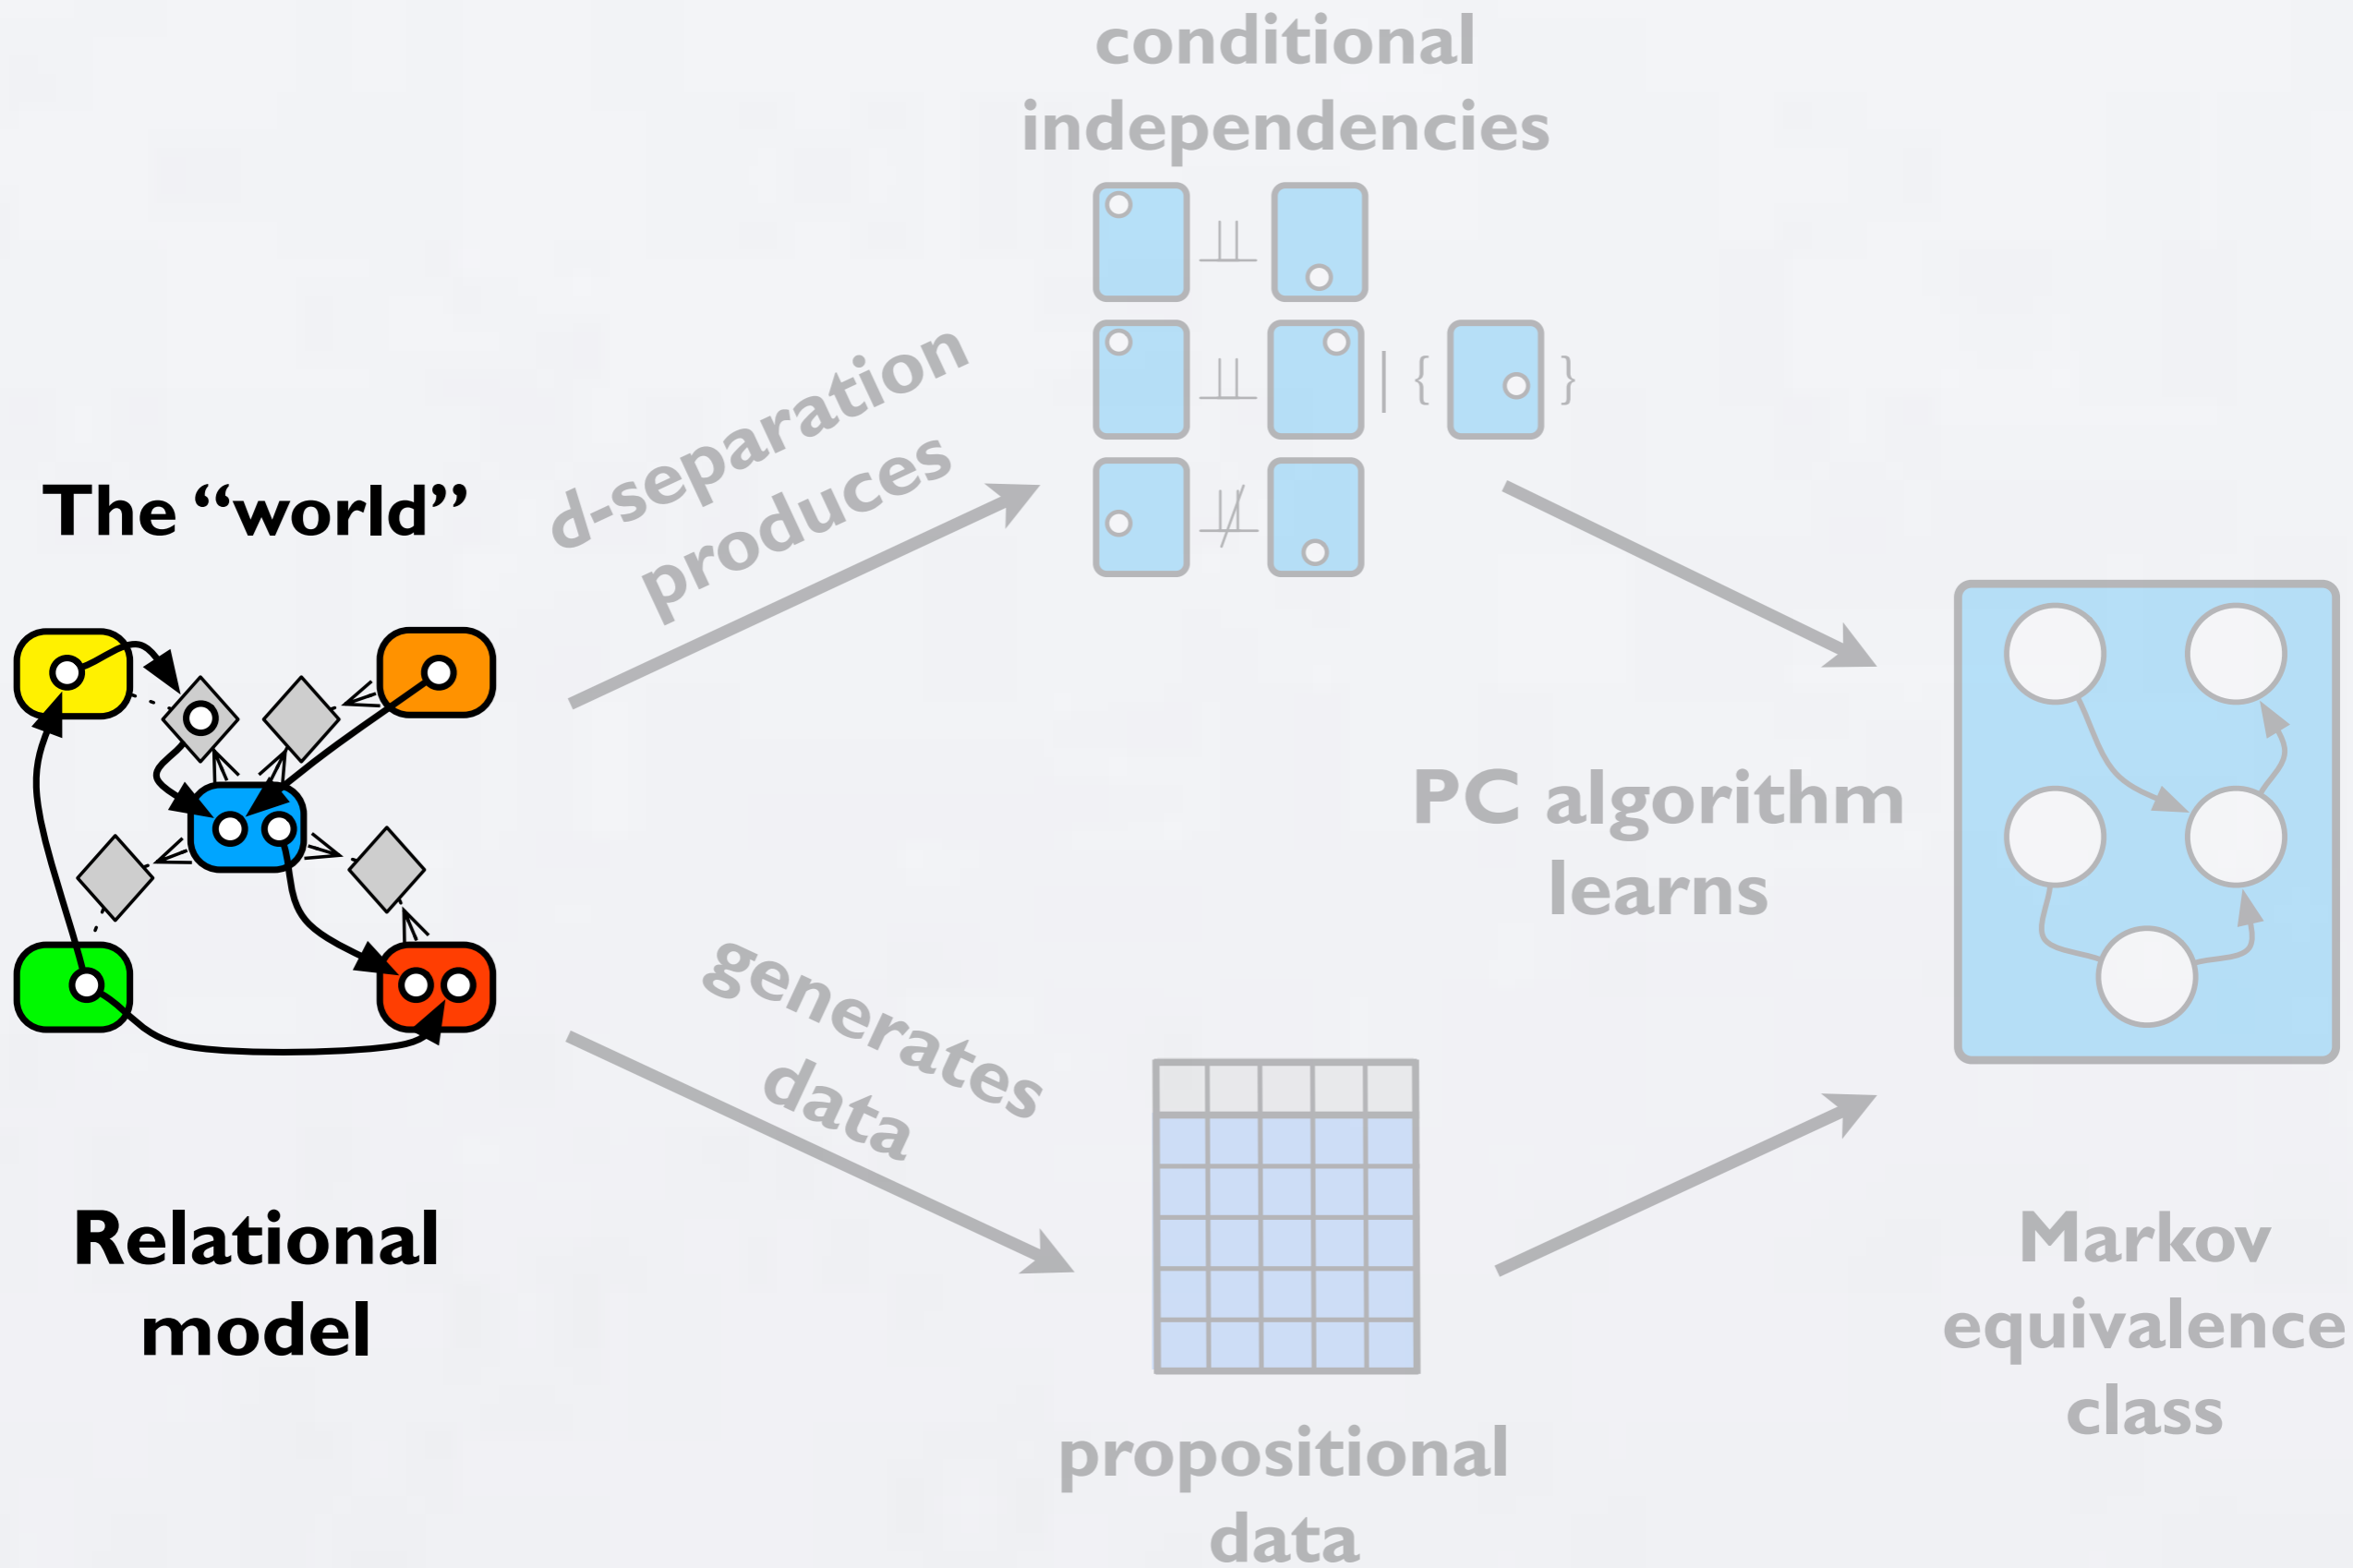 conditional
independencies
{ }
d-separation
produces
The “world”
PC algorithm
learns
generates
data
Relational
model
Markov
equivalence
class
propositional
data